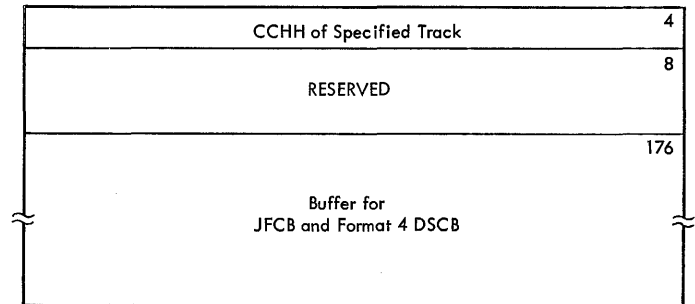 4
CCHH of Specified Track
8
RESERVED
176
Buffer for
JFCB and Format 4 DSCB